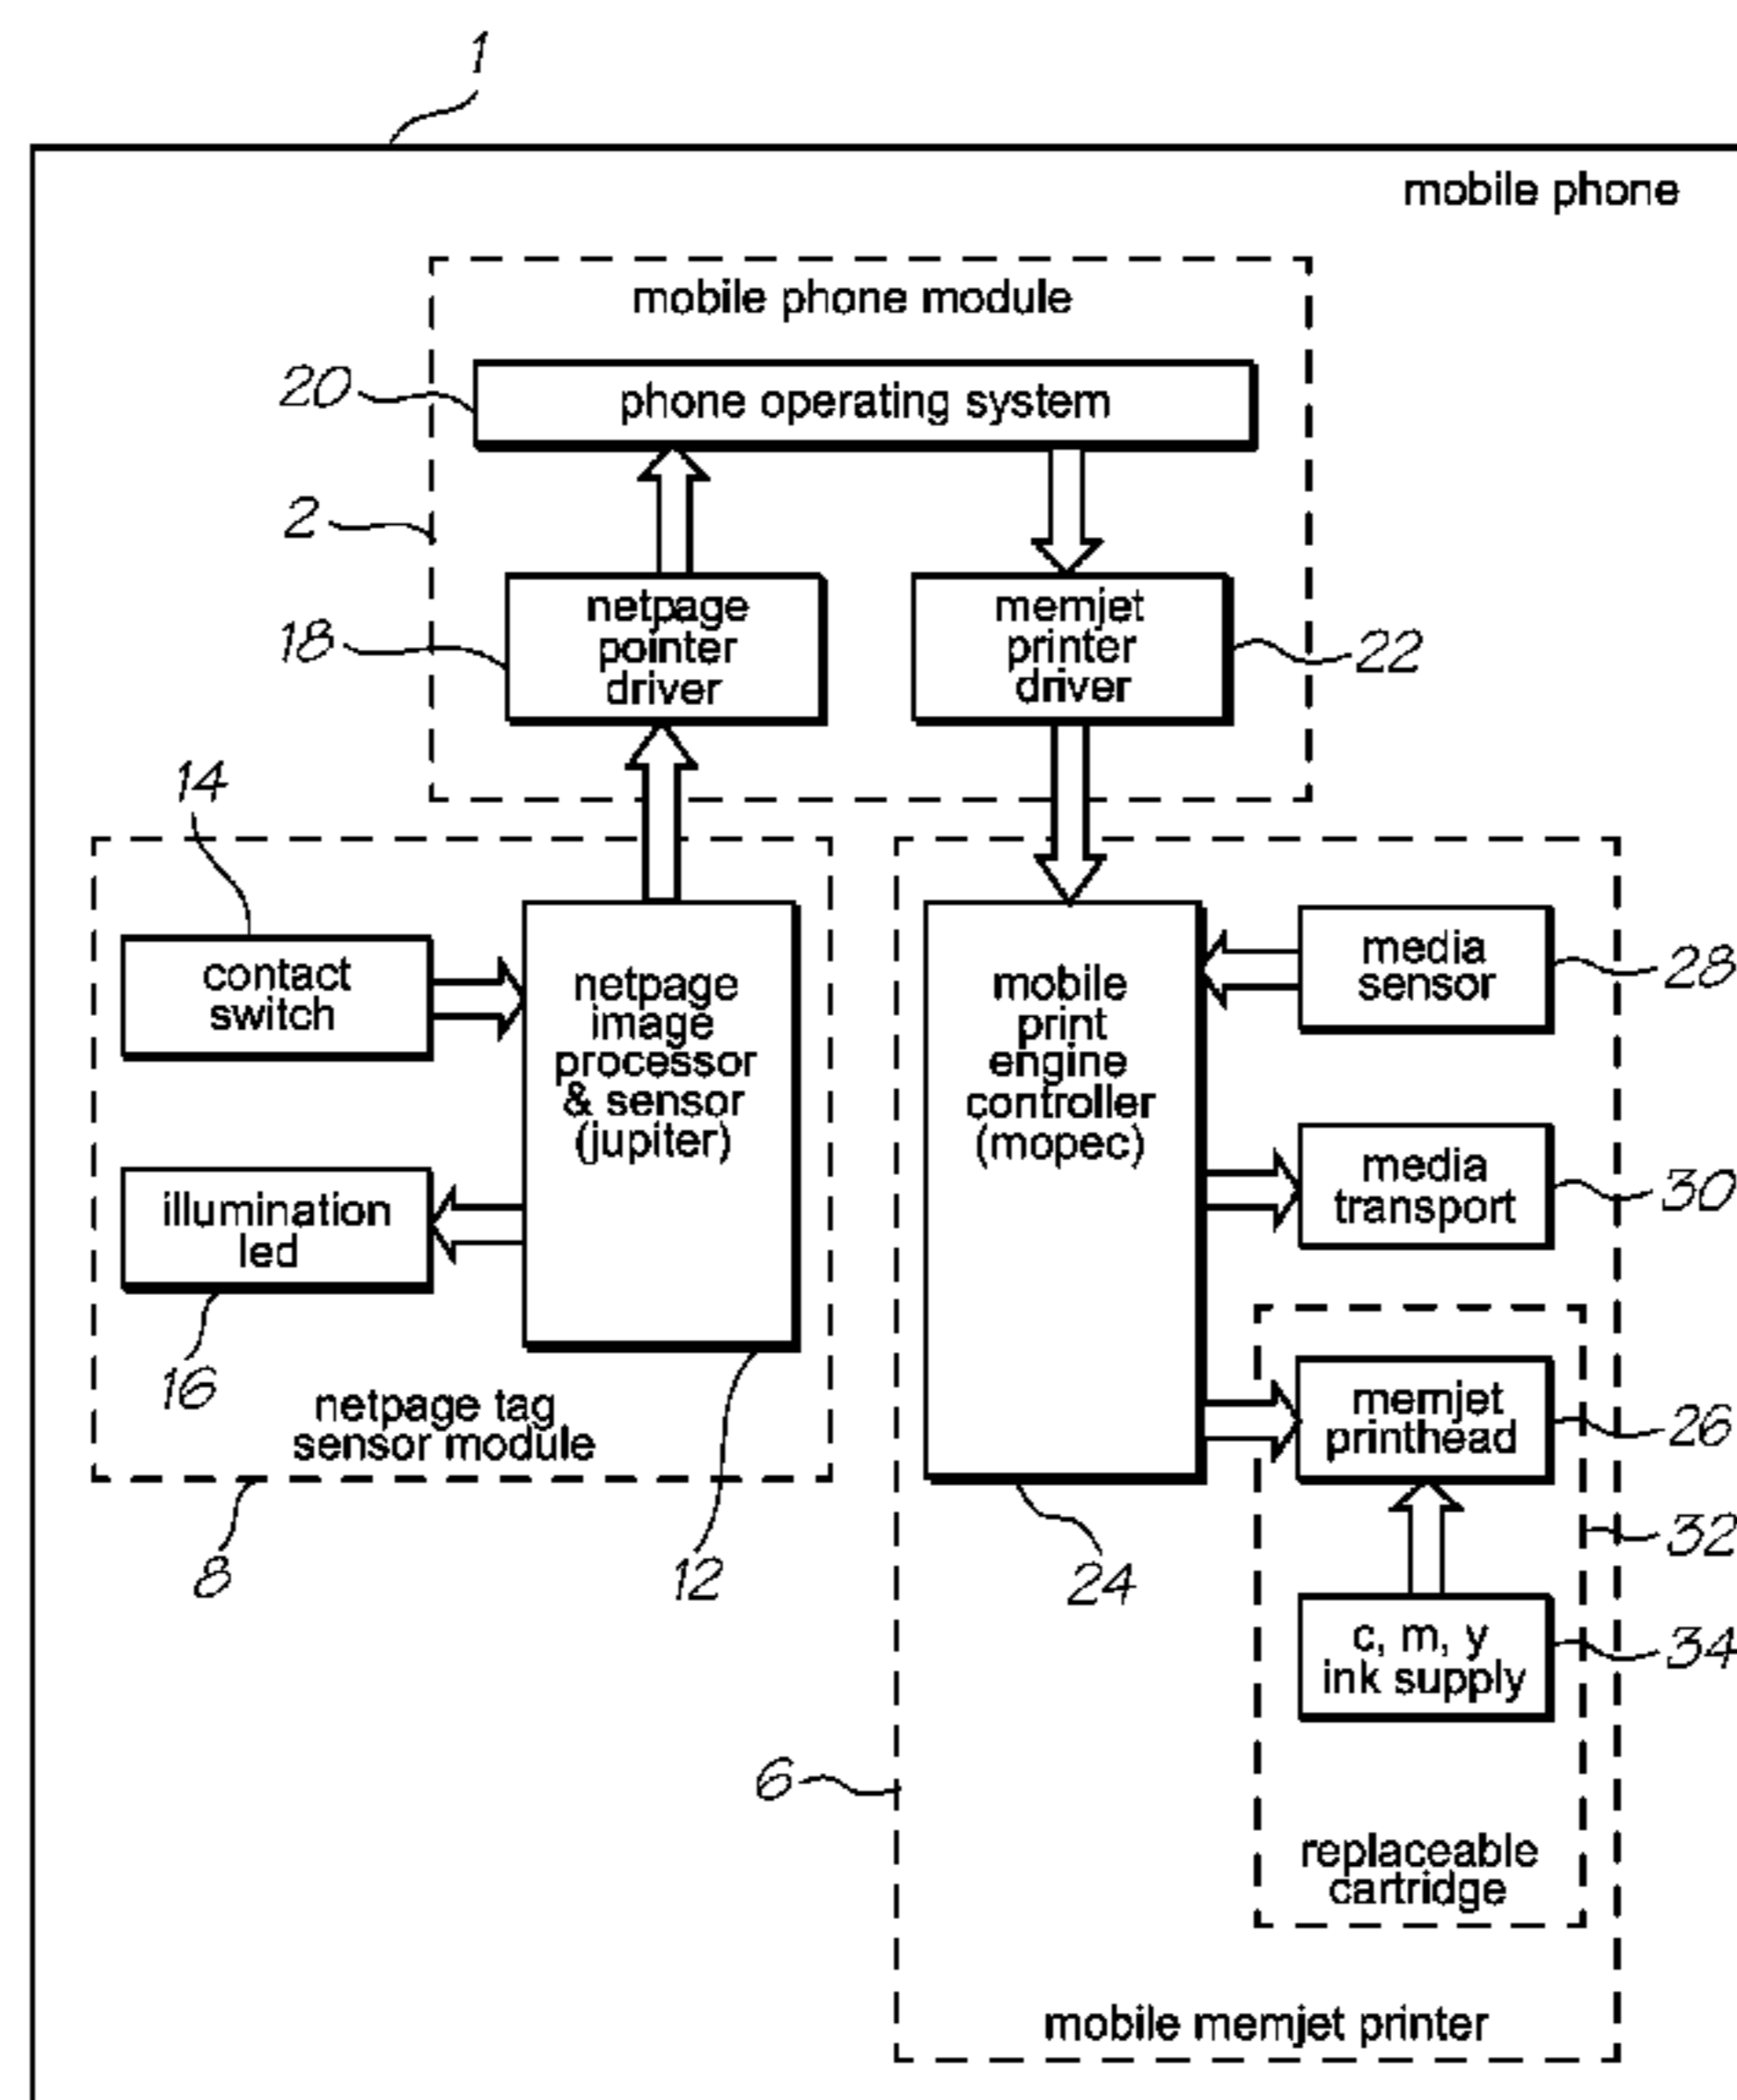 1
mobile phone
mobile phone module
20
phone operating system
2
18
netpage
pointer
driver
memjet
printer
driver
22
14
contact
switch
netpage
image
processor
& sensor
(jupiter)
illumination
led
16
netpage tag
sensor module
8
12
mobile
print
engine
controller
(mopec)
media
sensor
28
media
transport
30
memjet
printhead
26
24
32
c, m, y
ink supply
34
6
replaceable
cartridge
mobile memjet printer